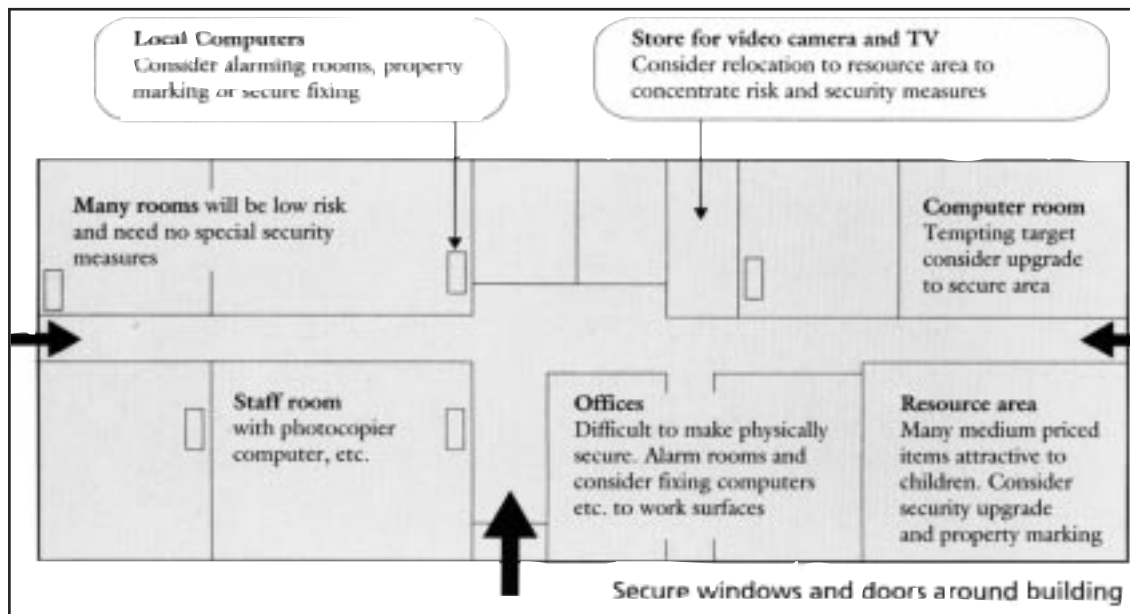 Local Computers
Consider alarming rooms, property
marking or secure fixing
Store for video camera and TV
Consider relocation to resource area to
concentrate risk and security measures
Many rooms will be low risk
and need no special security
measures
Computer room
Tempting target
consider upgrade
to secure area
Staff room
with photocopier
computer, etc.
Offices
Difficult to make physically
secure. Alarm rooms and
consider fixing computers
etc. to work surfaces
Resource area
Many medium priced
items attractive to
children. Consider
security upgrade
and property marking
Secure windows and doors around building